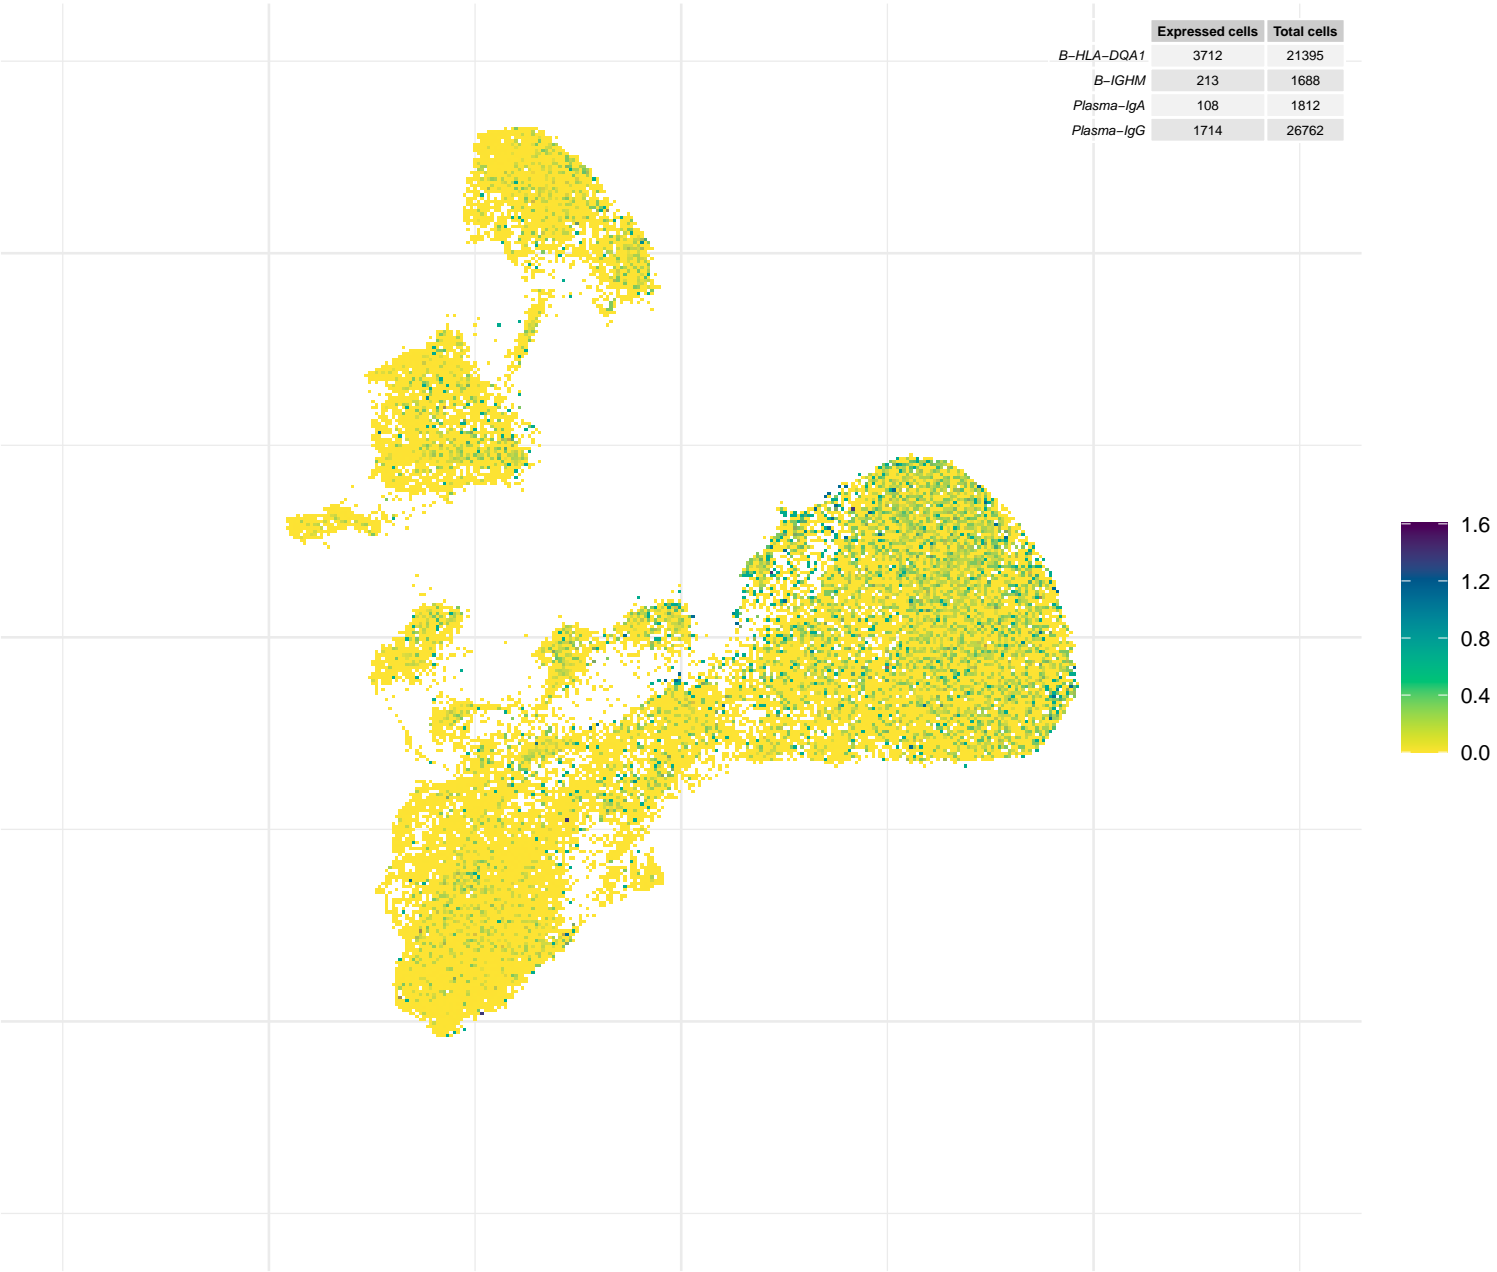 Expressed cells Total cells
B−HLA−DQA1 3712 21395
B−IGHM 213 1688
Plasma−IgA 108 1812
Plasma−IgG 1714 26762
1.6
1.2
0.8
0.4
0.0